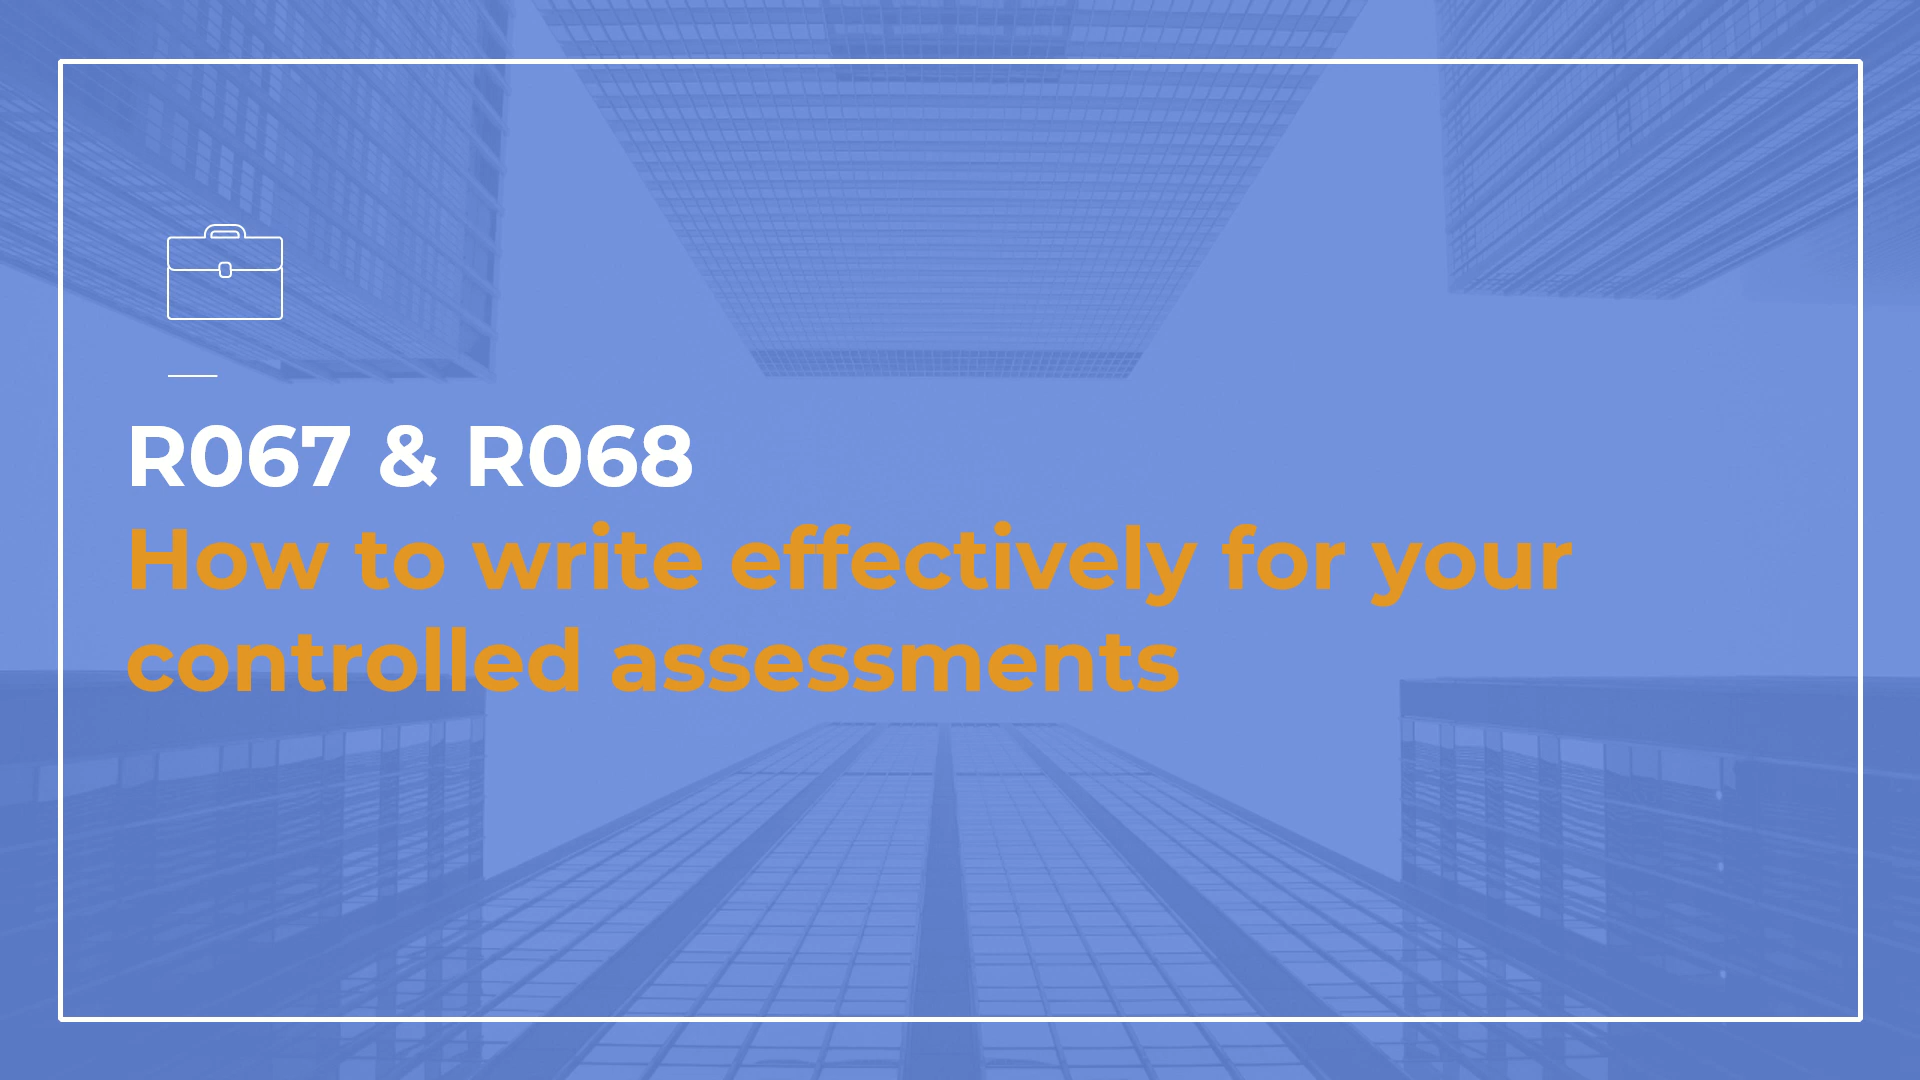 R067 & R068
How to write effectively for your
controlled assessments